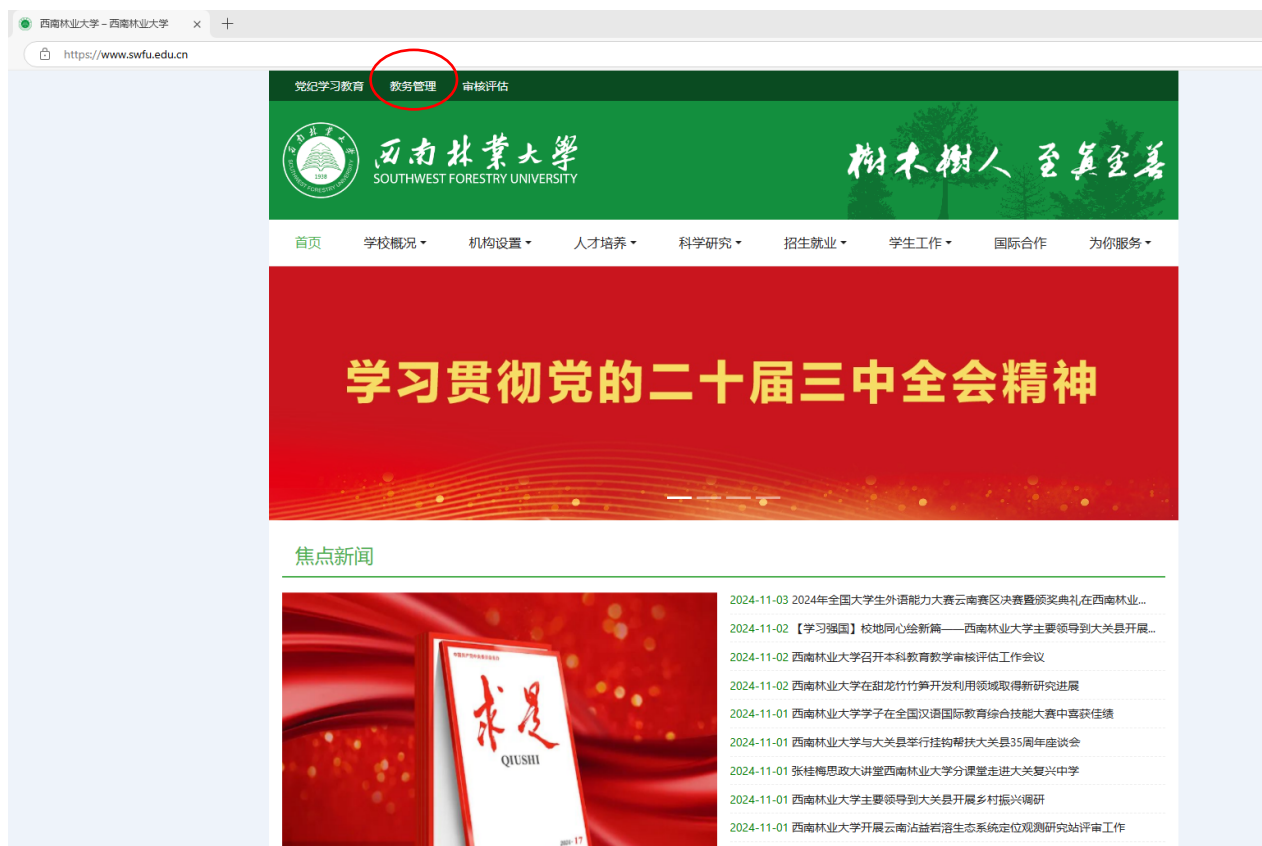 西南林业大学 – 西南林业大学
https://www.swfu.edu.cn
党纪学习教育 教务管理 审核评估
西南林業大學
SOUTHWEST FORESTRY UNIVERSITY
1938
樹木樹人 至真至善
首页 学校概况 机构设置 人才培养 科学研究 招生就业 学生工作 国际合作 为你服务
学习贯彻党的二十届三中全会精神
焦点新闻
求是
QIUSHI
2024-11-03 2024年全国大学生外语能力大赛云南赛区决赛暨颁奖典礼在西南林业...
2024-11-02 【学习强国】校地同心绘新篇——西南林业大学主要领导到大关县开展...
2024-11-02 西南林业大学召开本科教育教学审核评估工作会议
2024-11-02 西南林业大学在甜龙竹竹笋开发利用领域取得新研究进展
2024-11-01 西南林业大学学子在全国汉语国际教育综合技能大赛中喜获佳绩
2024-11-01 西南林业大学与大关县举行挂钩帮扶大关县35周年座谈会
2024-11-01 张桂梅思政大讲堂西南林业大学分课堂走进大关复兴中学
2024-11-01 西南林业大学主要领导到大关县开展乡村振兴调研
2024-11-01 西南林业大学开展云南沾益岩溶生态系统定位观测研究站评审工作